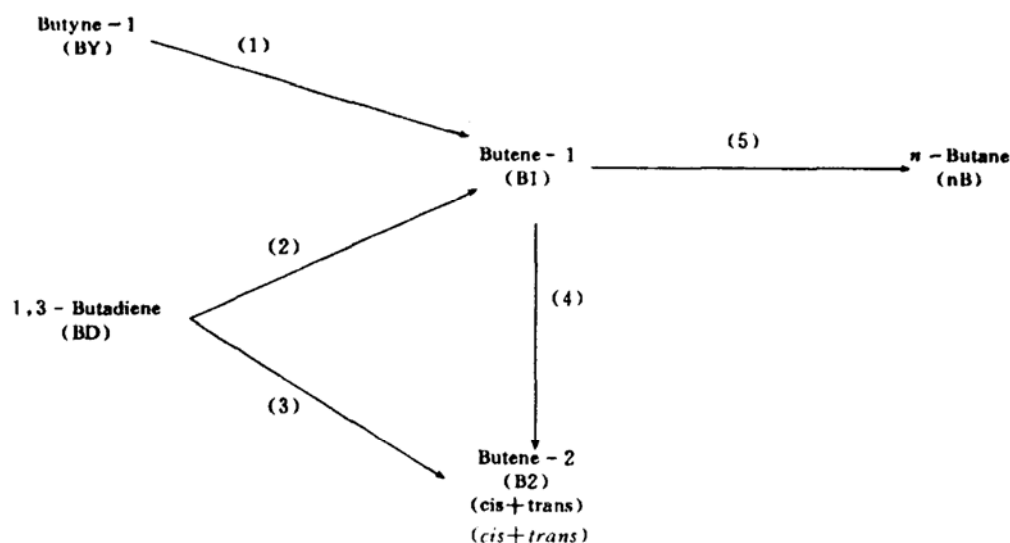 Butyne - 1
(BY)
(1)
Butene - 1
(BI)
(5)
n - Butane
(nB)
(2)
1,3 - Butadiene
(BD)
(4)
(3)
Butene - 2
(B2)
(cis+trans)
(cis+trans)